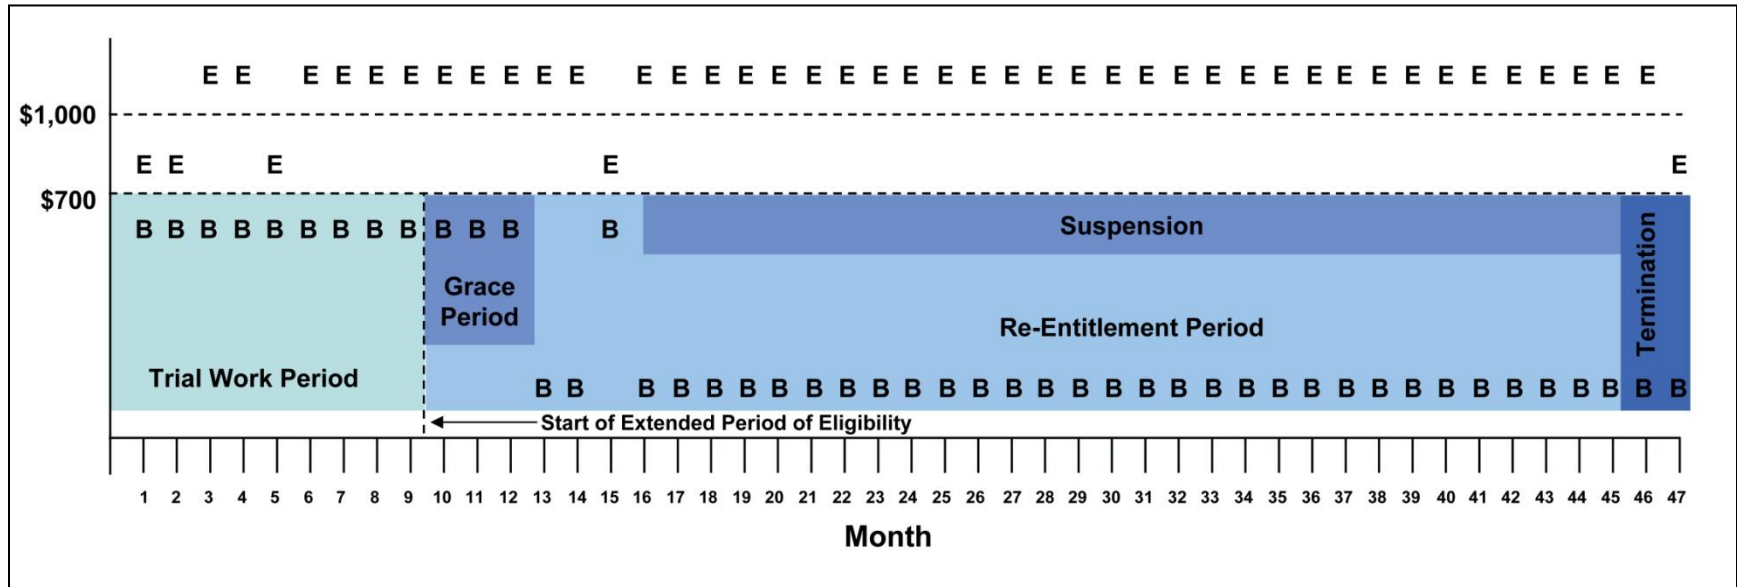 E E E E E E E E E E E E E E E E E E E E E E E E E E E E E E E E E E E E E E E E E E
$1,000
E E E E E
$700
B B B B B B B B B B B B B Suspension
Grace
Period
Re-Entitlement Period
Termination
Trial Work Period
B B B B B B B B B B B B B B B B B B B B B B B B B B B B B B B B B B
Start of Extended Period of Eligibility
1 2 3 4 5 6 7 8 9 10 11 12 13 14 15 16 17 18 19 20 21 22 23 24 25 26 27 28 29 30 31 32 33 34 35 36 37 38 39 40 41 42 43 44 45 46 47
Month